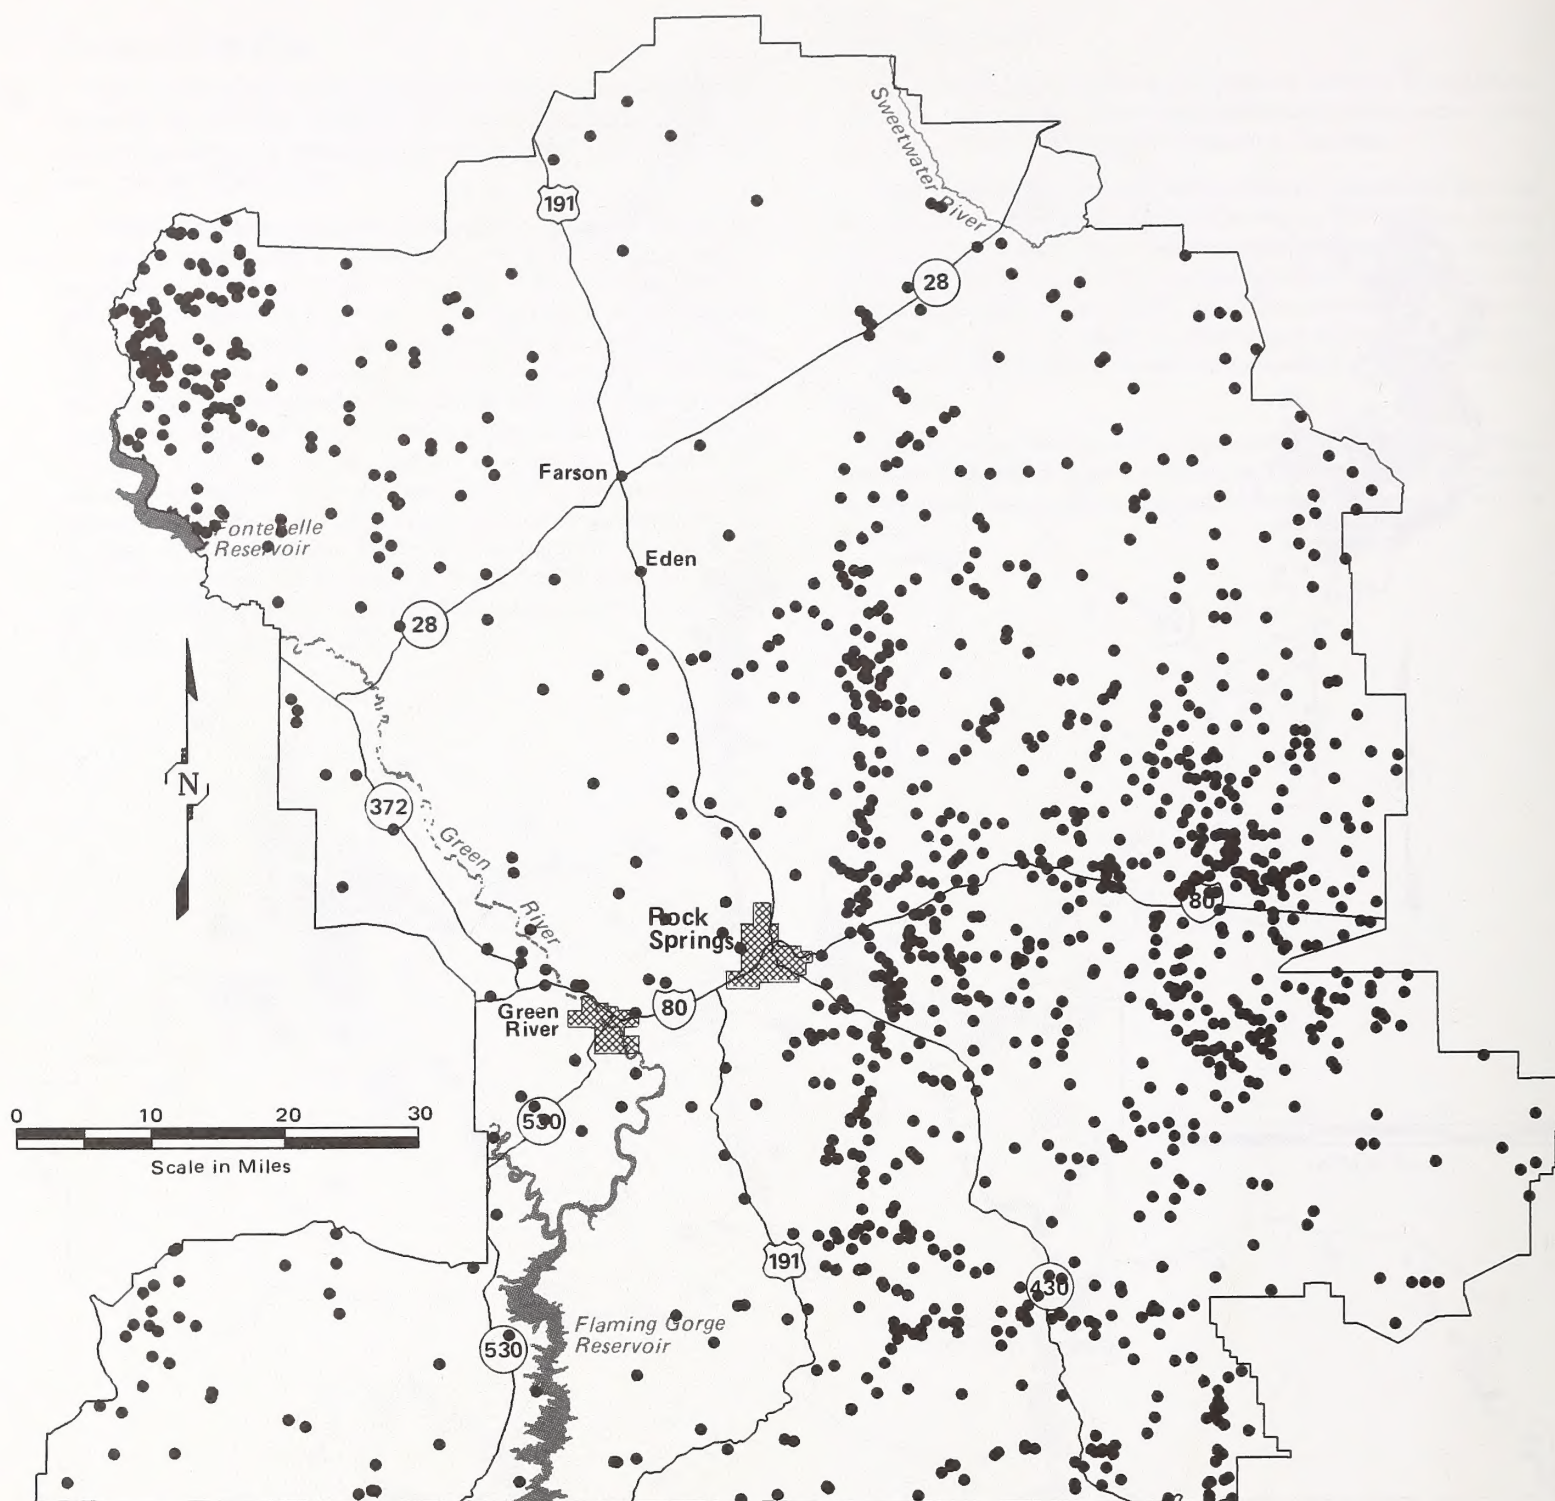 Sweetwater River
191
28
Farson
Fontenelle
Reservoir
Eden
28
N
372
Green River
80
Rock
Springs
Green
River
80
0 10 20 30
Scale in Miles
530
191
430
Flaming Gorge
Reservoir
530